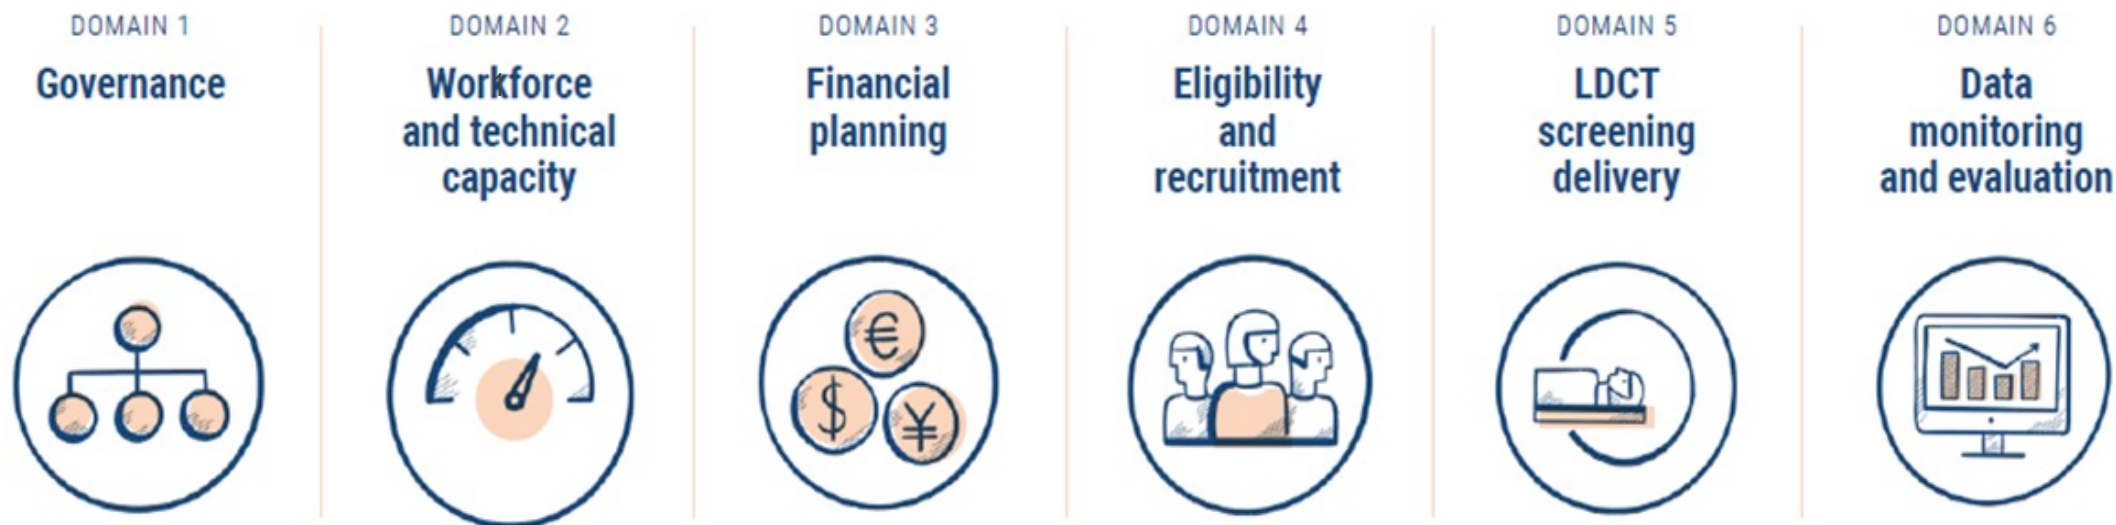 DOMAIN 1
Governance
DOMAIN 2
Workforce
and technical
capacity
DOMAIN 3
Financial
planning
DOMAIN 4
Eligibility
and
recruitment
DOMAIN 5
LDCT
screening
delivery
DOMAIN 6
Data
monitoring
and evaluation
€
$
¥